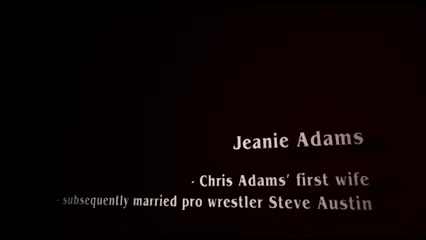 Jeanie Adams
· Chris Adams' first wife
· subsequently married pro wrestler Steve Austin